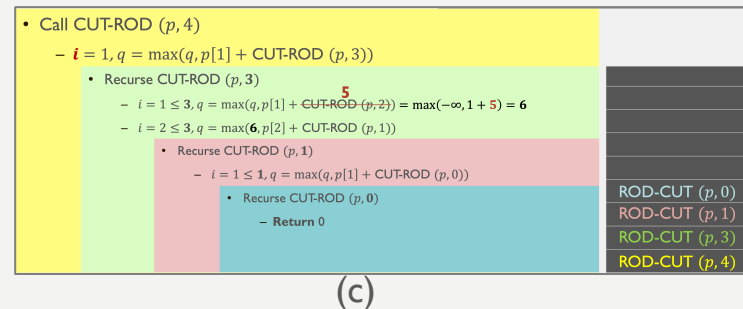 • Call CUT-ROD (p, 4)
– i = 1, q = max(q, p[1] + CUT-ROD (p, 3))
• Recurse CUT-ROD (p, 3)
5
– i = 1 ≤ 3, q = max(q, p[1] + CUT-ROD (p, 2)) = max(−∞, 1 + 5) = 6
– i = 2 ≤ 3, q = max(6, p[2] + CUT-ROD (p, 1))
• Recurse CUT-ROD (p, 1)
– i = 1 ≤ 1, q = max(q, p[1] + CUT-ROD (p, 0))
• Recurse CUT-ROD (p, 0)
– Return 0
ROD-CUT (p, 0)
ROD-CUT (p, 1)
ROD-CUT (p, 3)
ROD-CUT (p, 4)
(c)